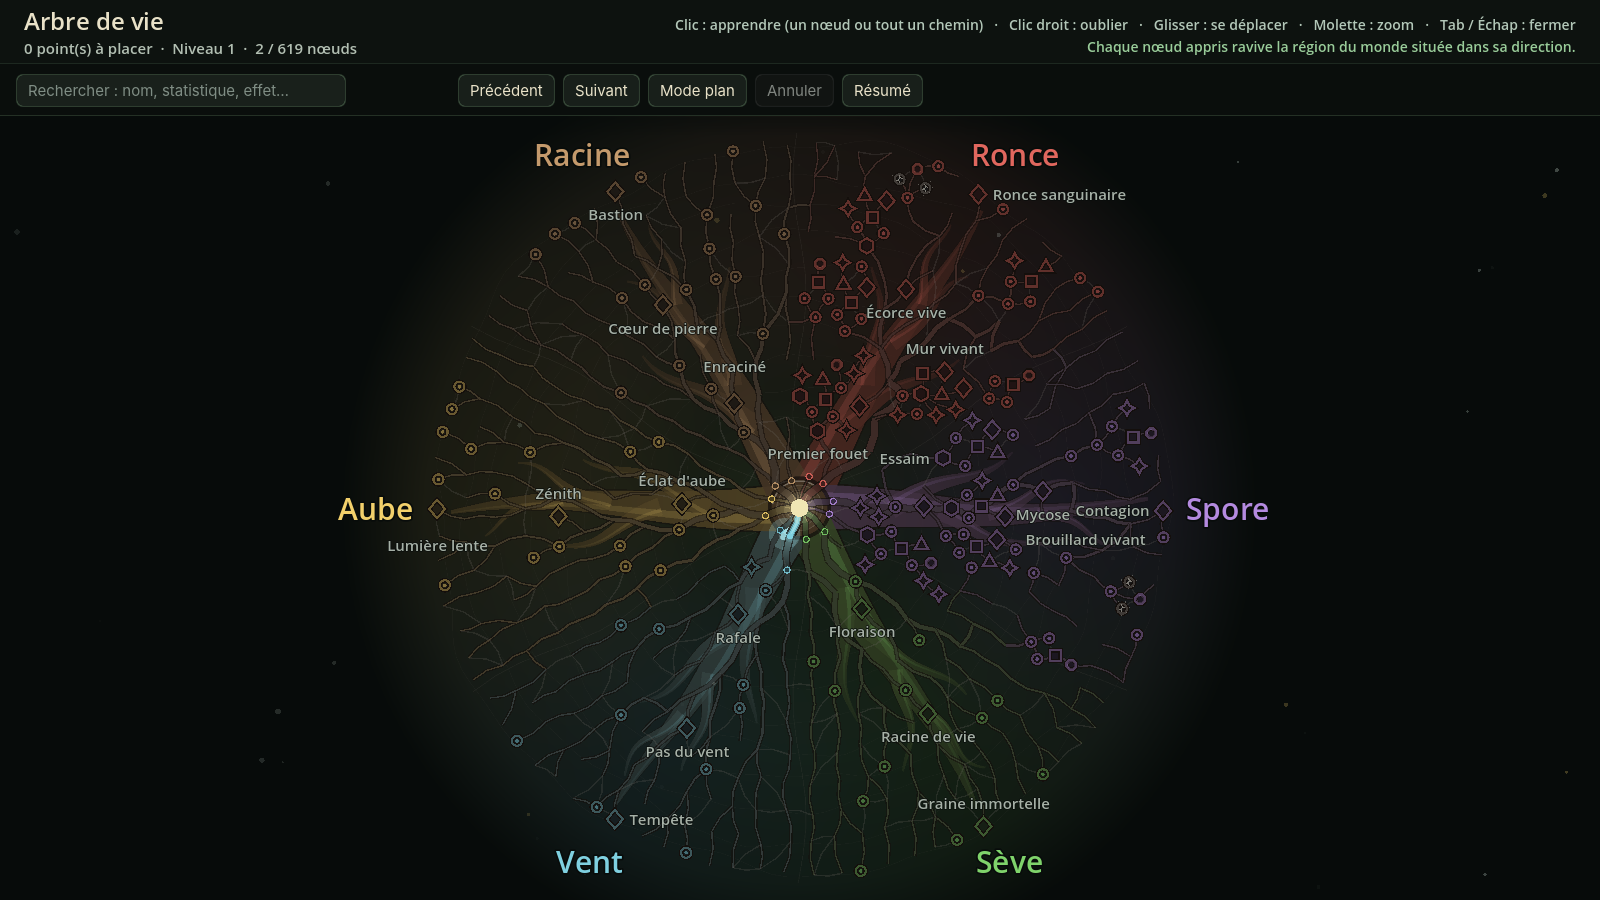 Arbre de vie
0 point(s) à placer · Niveau 1 · 2 / 619 nœuds
Clic : apprendre (un nœud ou tout un chemin) · Clic droit : oublier · Glisser : se déplacer · Molette : zoom · Tab / Échap : fermer
Chaque nœud appris ravive la région du monde située dans sa direction.
Rechercher : nom, statistique, effet...
Précédent
Suivant
Mode plan
Annuler
Résumé
Racine
Ronce
Ronce sanguinaire
Bastion
Écorce vive
Cœur de pierre
Mur vivant
Enraciné
Premier fouet
Essaim
Éclat d'aube
Zénith
Aube
Spore
Mycose
Contagion
Lumière lente
Brouillard vivant
Rafale
Floraison
Racine de vie
Pas du vent
Graine immortelle
Tempête
Vent
Sève